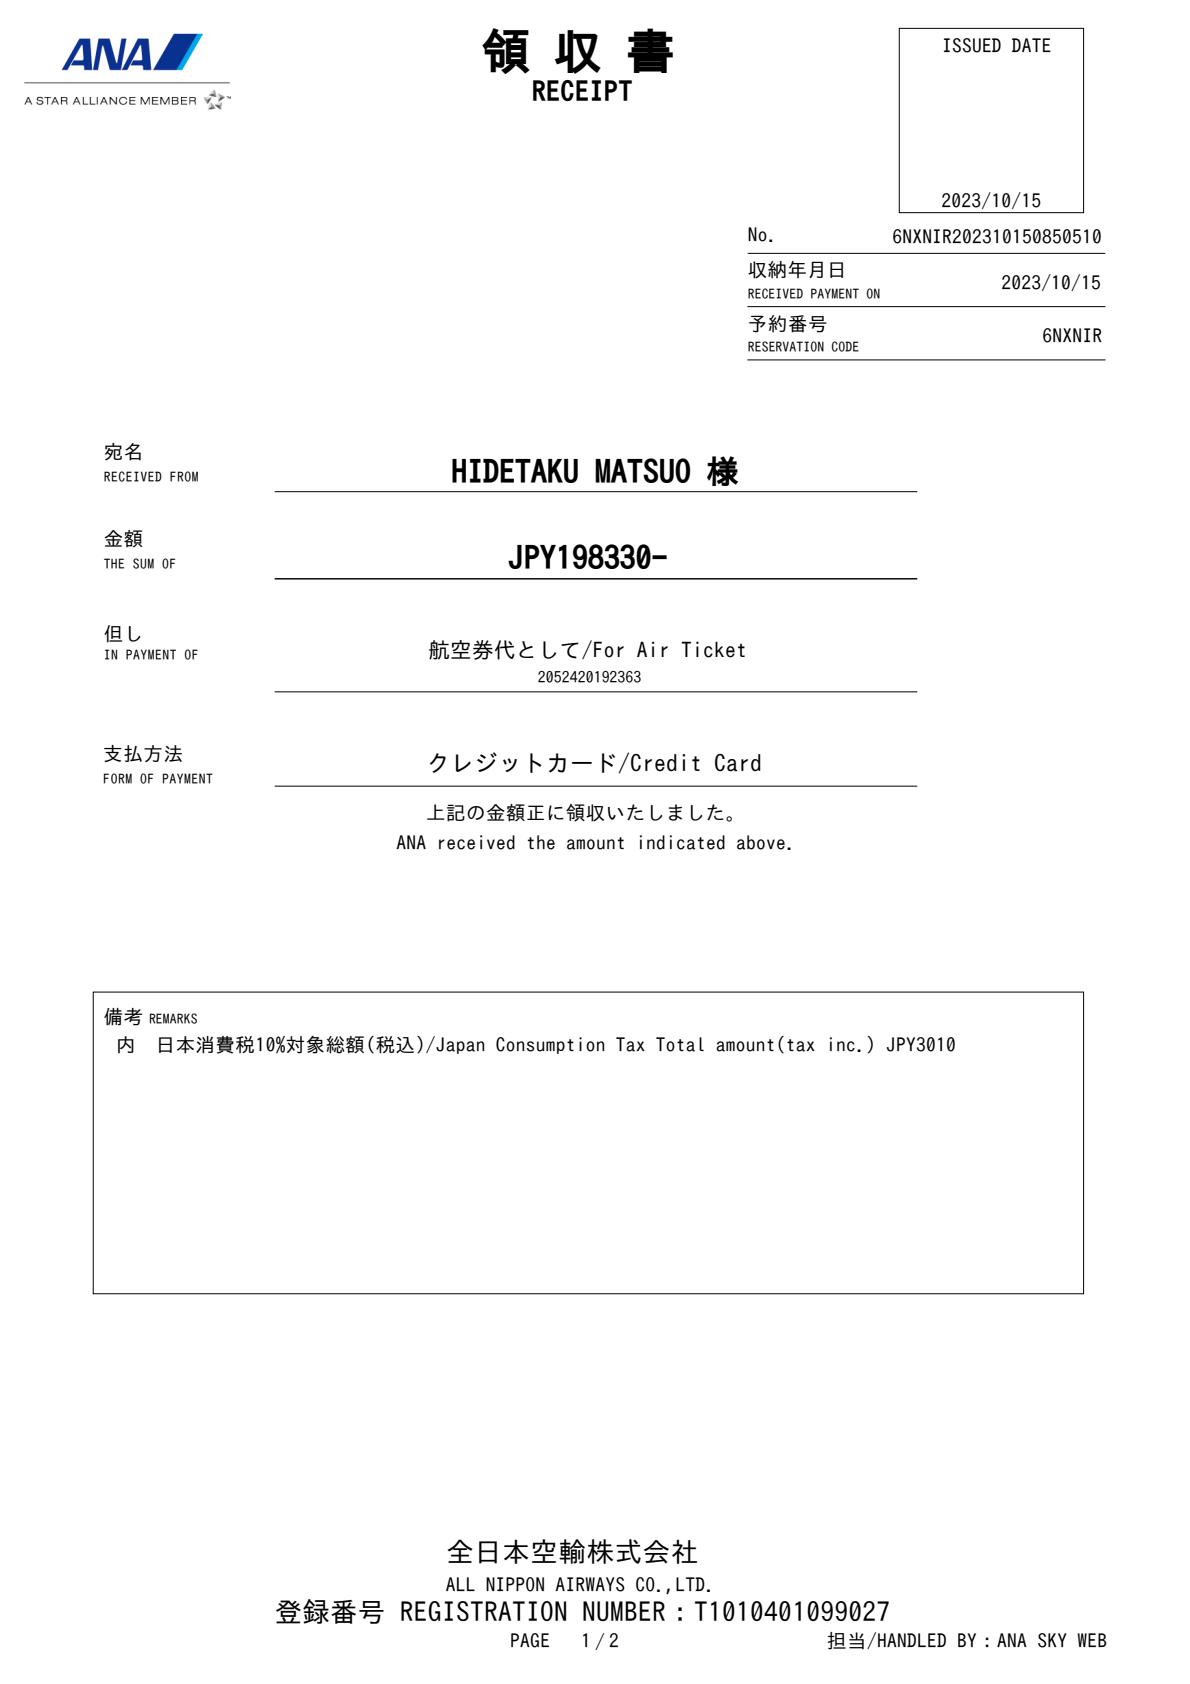 ANA
A STAR ALLIANCE MEMBER
領収書
RECEIPT
ISSUED DATE
2023/10/15
No. 6NXNIR202310150850510
収納年月日
RECEIVED PAYMENT ON 2023/10/15
予約番号
RESERVATION CODE 6NXNIR
宛名
RECEIVED FROM HIDETAKU MATSUO 様
金額
THE SUM OF JPY198330-
但し
IN PAYMENT OF 航空券代として/For Air Ticket
2052420192363
支払方法
FORM OF PAYMENT クレジットカード/Credit Card
上記の金額正に領収いたしました。
ANA received the amount indicated above.
備考 REMARKS
内 日本消費税10%対象総額(税込)/Japan Consumption Tax Total amount(tax inc.) JPY3010
全日本空輸株式会社
ALL NIPPON AIRWAYS CO.,LTD.
登録番号 REGISTRATION NUMBER：T1010401099027
PAGE 1/2 担当/HANDLED BY：ANA SKY WEB